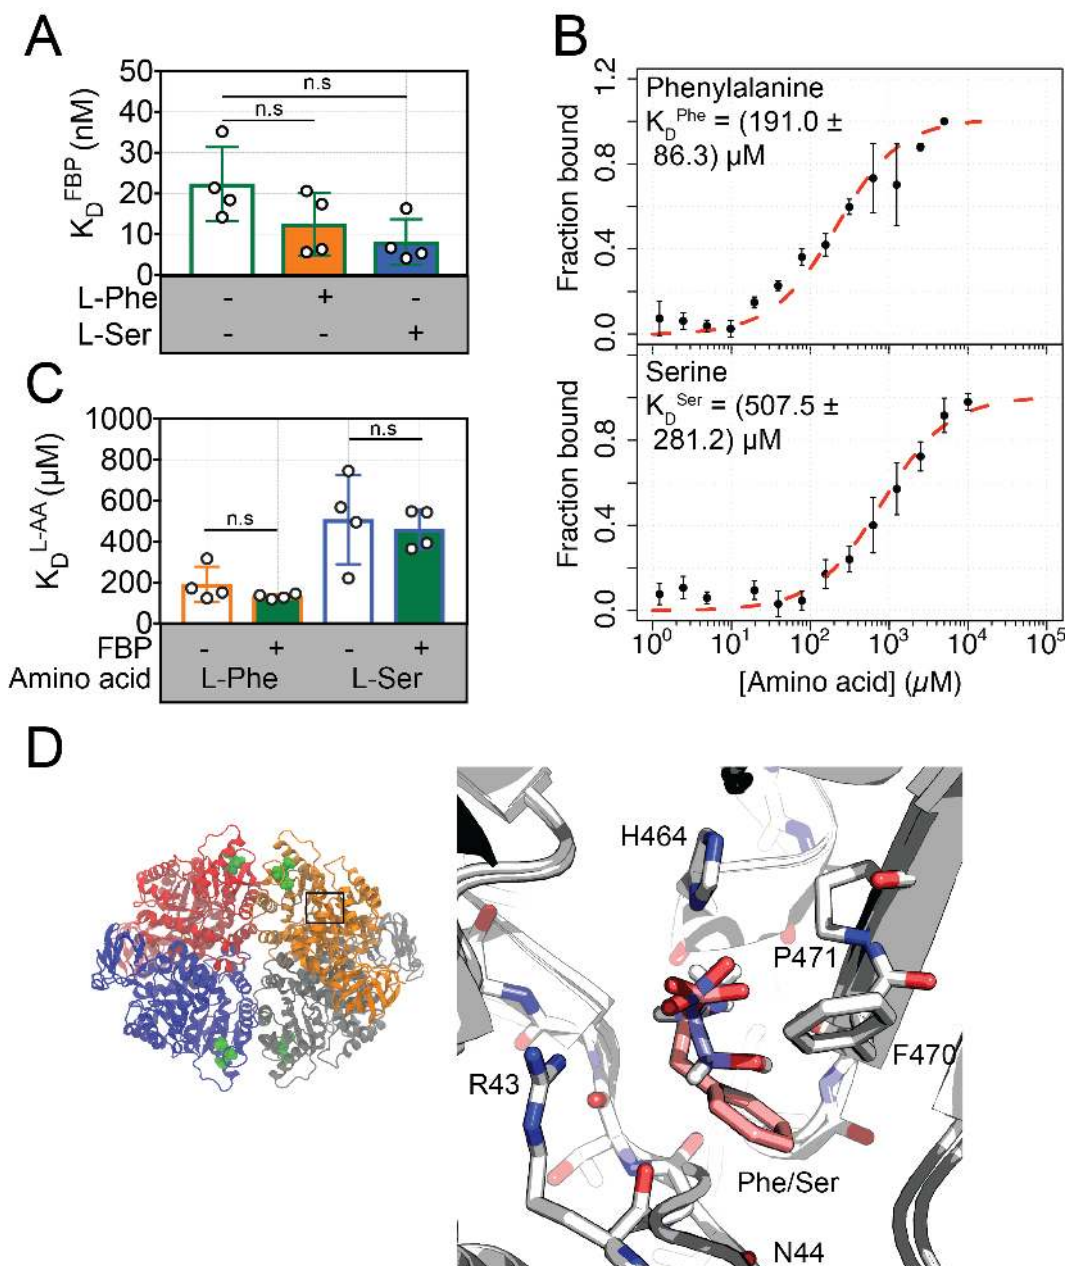 A
50
40
30
20
10
0
K_D^FBP (nM)
n.s
n.s
L-Phe - + -
L-Ser - - +
B
1.2
0.8
0.4
0.0
Fraction bound
Phenylalanine
K_D^Phe = (191.0 ±
86.3) µM
0.8
0.4
0.0
Fraction bound
Serine
K_D^Ser = (507.5 ±
281.2) µM
10^0 10^1 10^2 10^3 10^4 10^5
[Amino acid] (µM)
C
1000
800
600
400
200
0
K_D^L-AA (µM)
n.s
n.s
FBP - + - +
Amino acid L-Phe L-Ser
D
H464
P471
F470
R43
Phe/Ser
N44